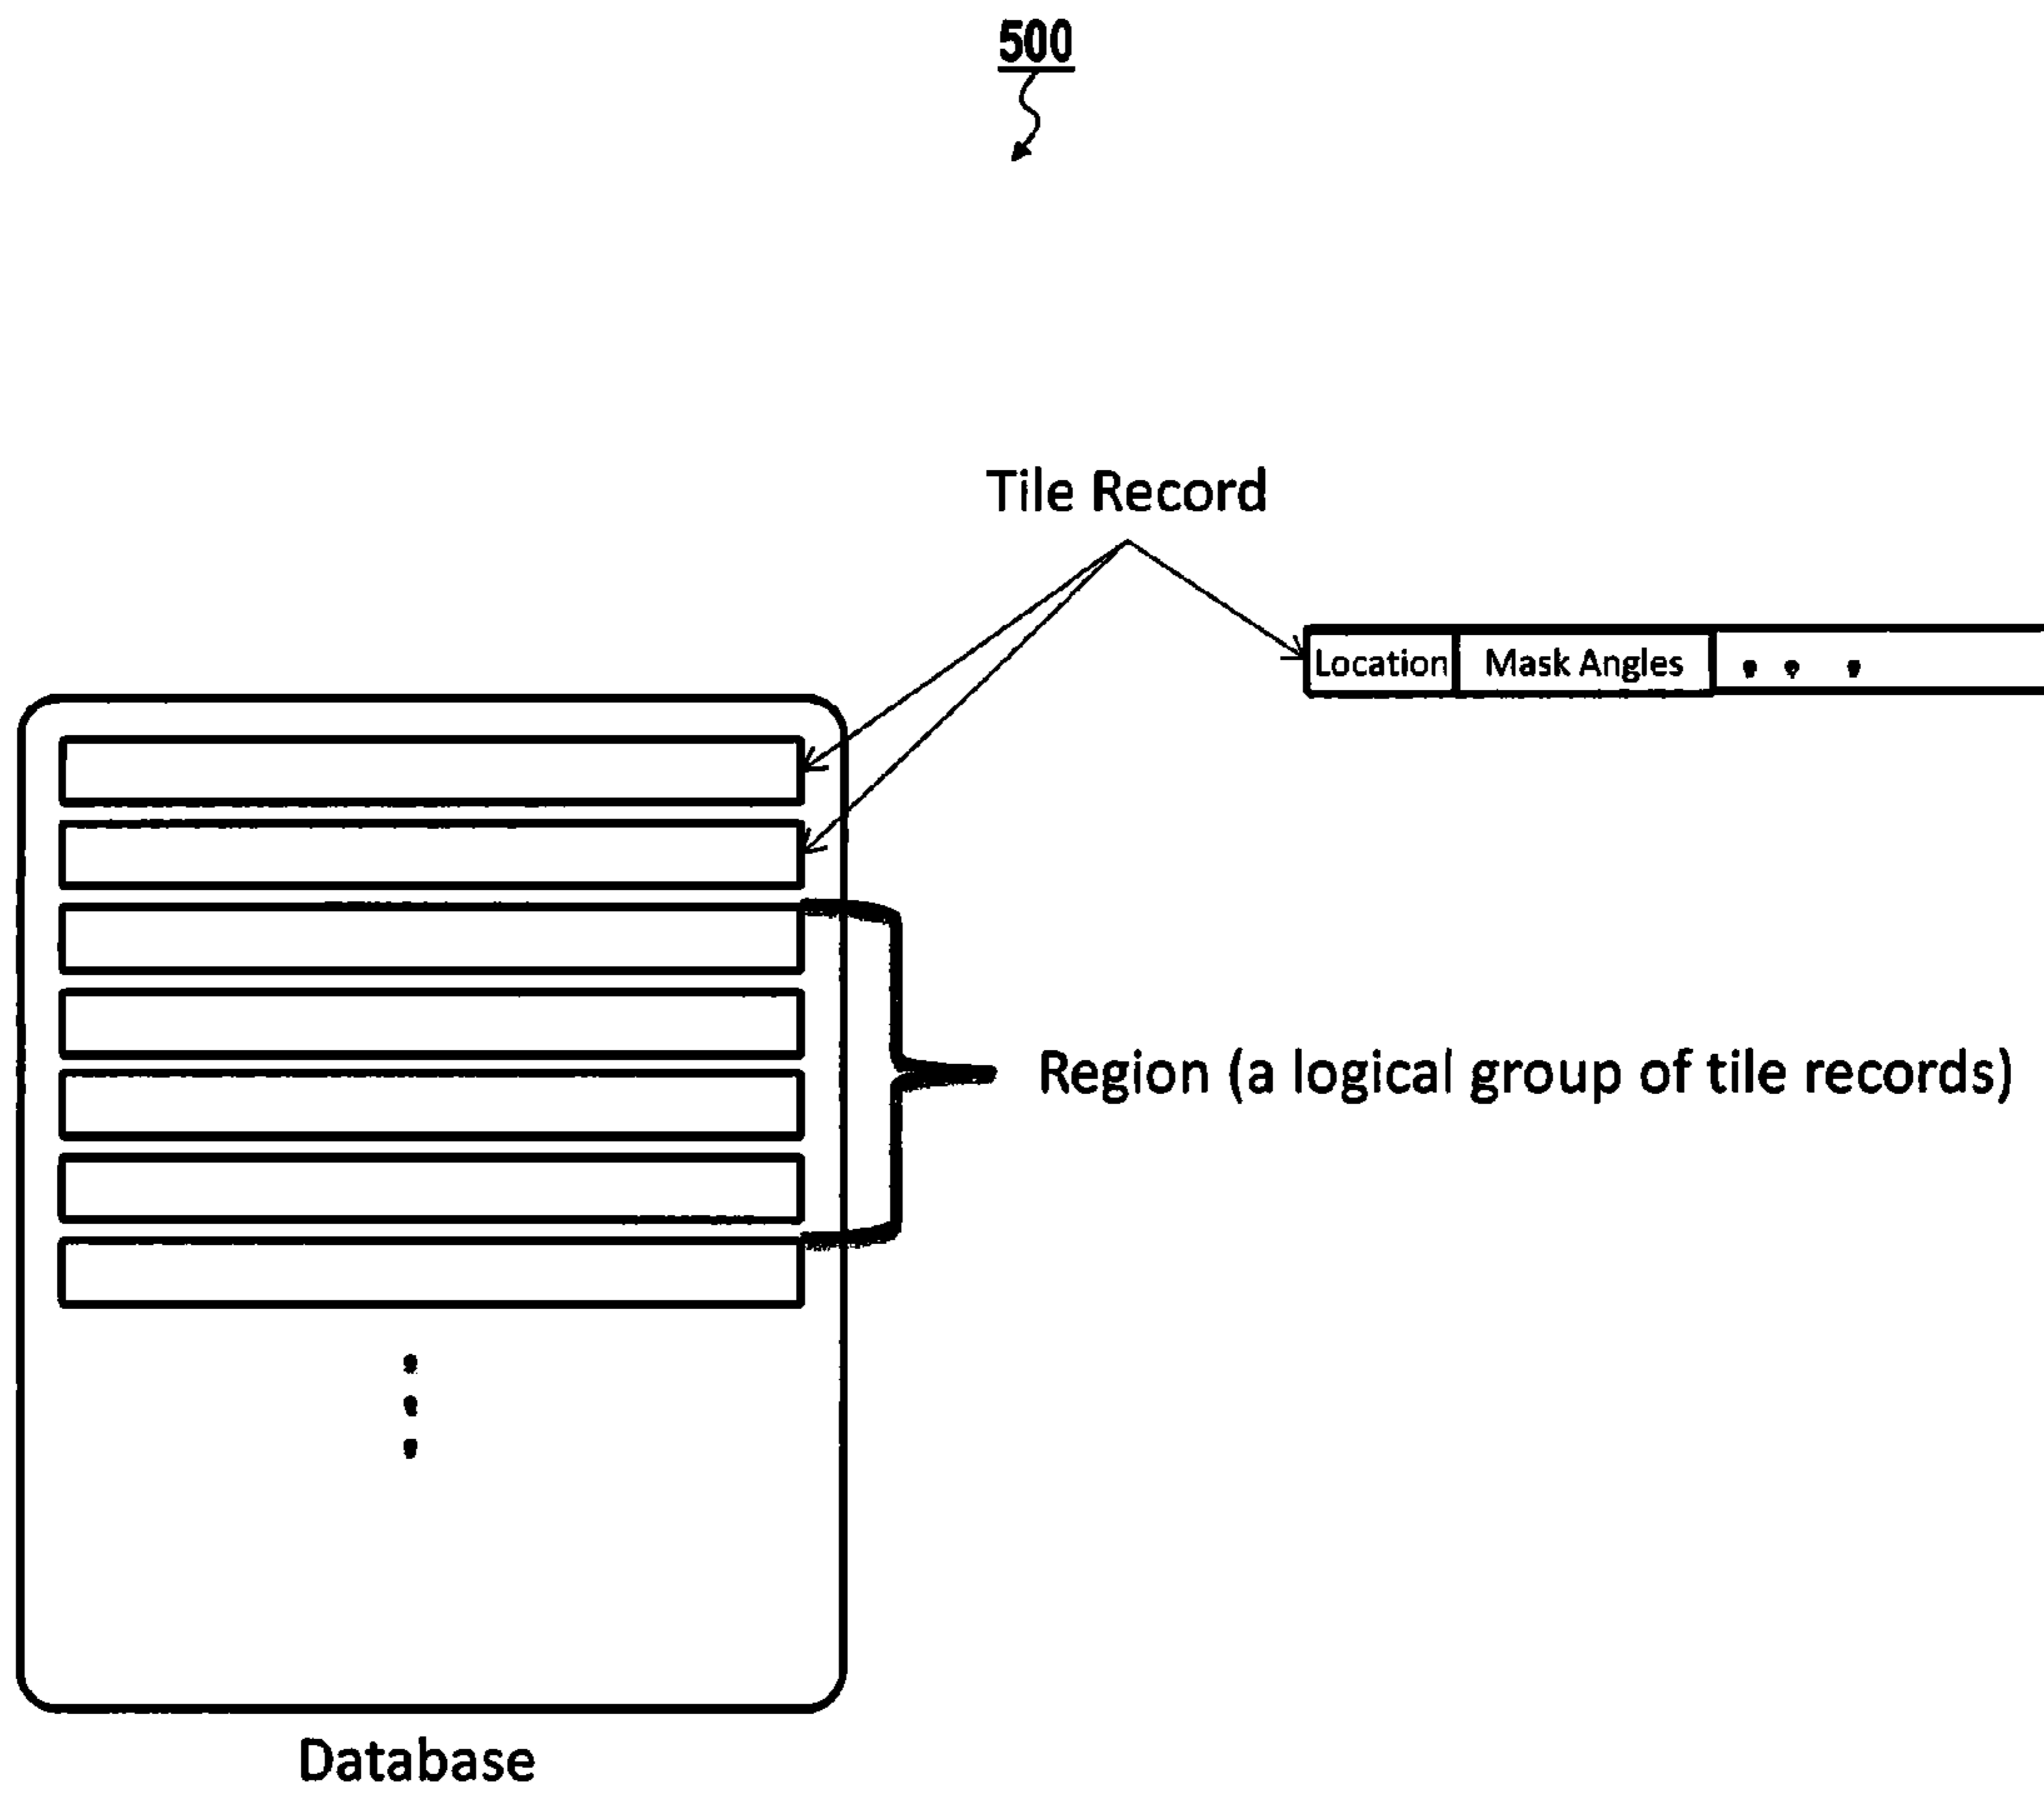 500
Tile Record
Location Mask Angles . . .
Region (a logical group of tile records)
Database